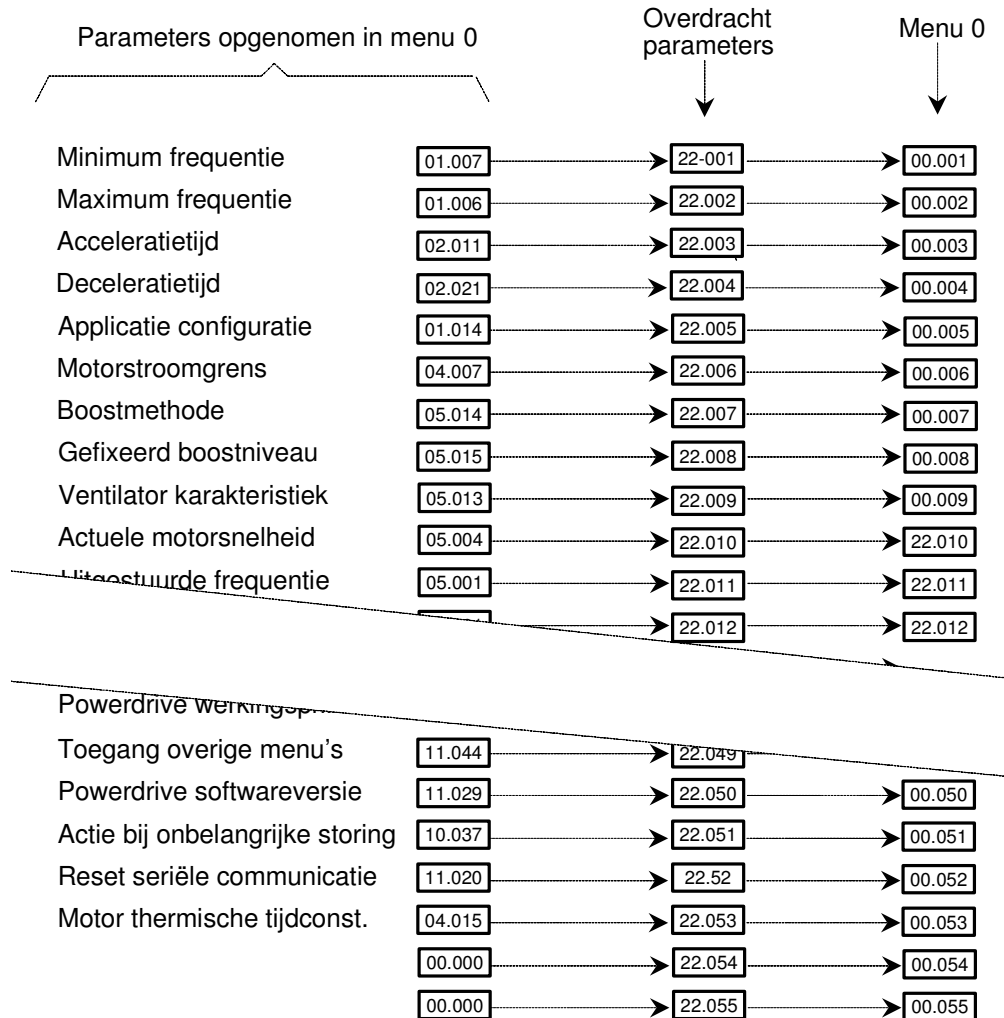 Parameters opgenomen in menu 0
Overdracht
parameters
Menu 0
Minimum frequentie 01.007 22-001 00.001
Maximum frequentie 01.006 22.002 00.002
Acceleratietijd 02.011 22.003 00.003
Deceleratietijd 02.021 22.004 00.004
Applicatie configuratie 01.014 22.005 00.005
Motorstroomgrens 04.007 22.006 00.006
Boostmethode 05.014 22.007 00.007
Gefixeerd boostniveau 05.015 22.008 00.008
Ventilator karakteristiek 05.013 22.009 00.009
Actuele motorsnelheid 05.004 22.010 22.010
Uitgestuurde frequentie 05.001 22.011 22.011
22.012 22.012
Powerdrive
Toegang overige menu's 11.044 22.049
Powerdrive softwareversie 11.029 22.050 00.050
Actie bij onbelangrijke storing 10.037 22.051 00.051
Reset seriële communicatie 11.020 22.52 00.052
Motor thermische tijdconst. 04.015 22.053 00.053
00.000 22.054 00.054
00.000 22.055 00.055